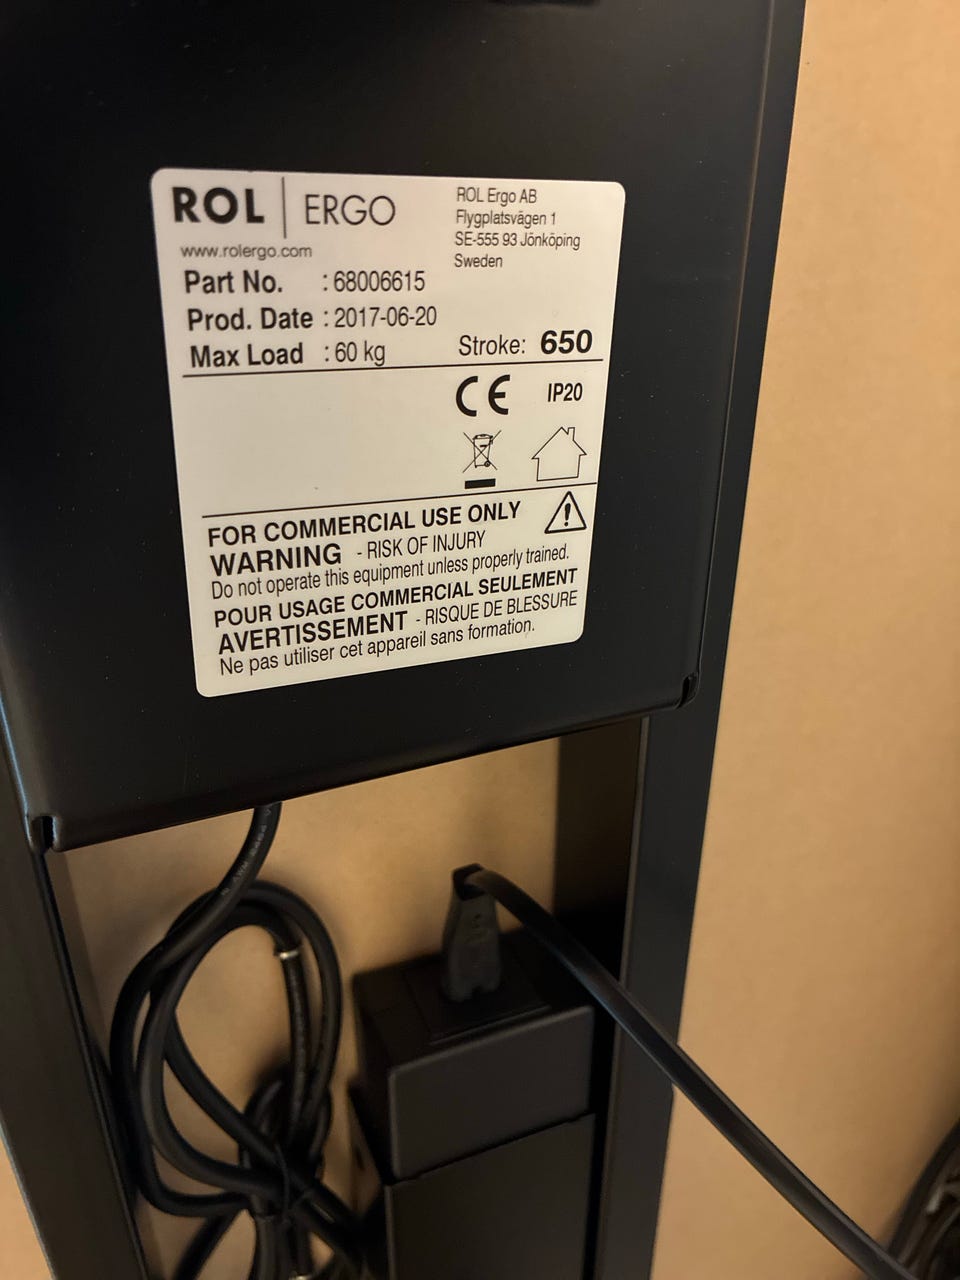 ROL | ERGO
www.rolergo.com
ROL Ergo AB
Flygplatsvägen 1
SE-555 93 Jönköping
Sweden
Part No. : 68006615
Prod. Date : 2017-06-20
Max Load : 60 kg
Stroke: 650
CE IP20
FOR COMMERCIAL USE ONLY
WARNING - RISK OF INJURY
Do not operate this equipment unless properly trained.
POUR USAGE COMMERCIAL SEULEMENT
AVERTISSEMENT - RISQUE DE BLESSURE
Ne pas utiliser cet appareil sans formation.
AWM